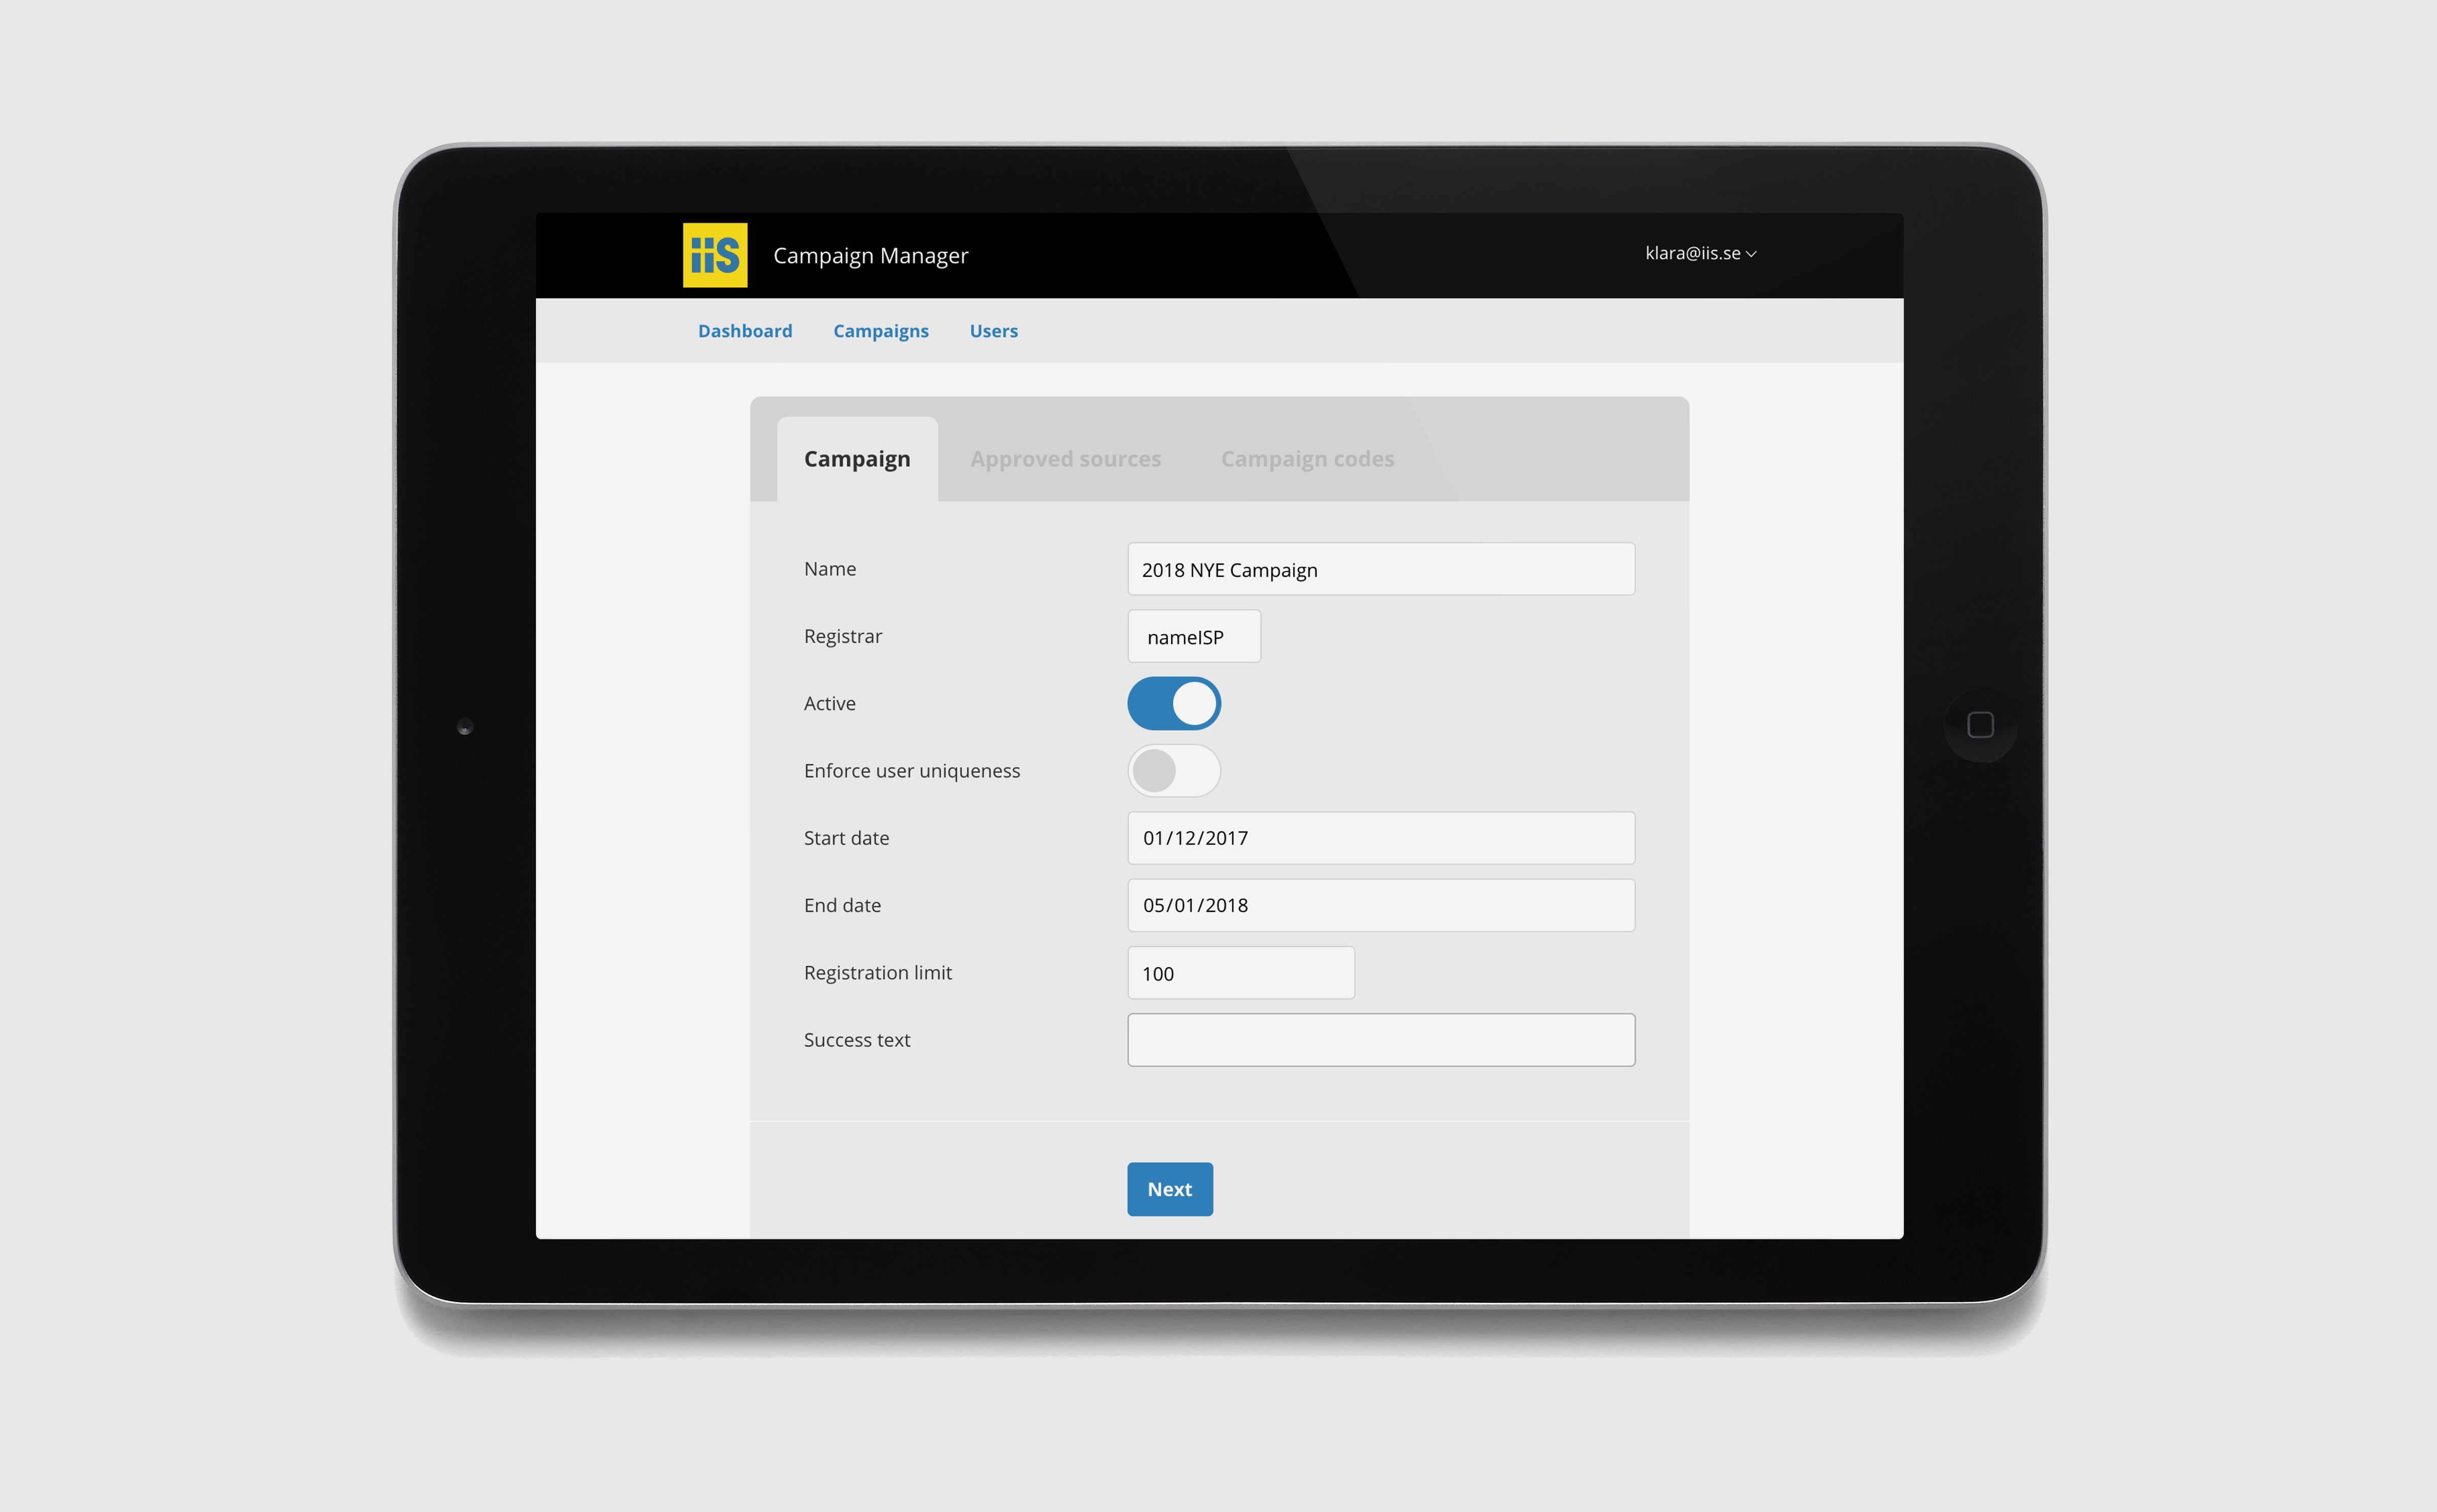 iis Campaign Manager klara@iis.se
Dashboard Campaigns Users
Campaign Approved sources Campaign codes
Name 2018 NYE Campaign
Registrar nameISP
Active
Enforce user uniqueness
Start date 01/12/2017
End date 05/01/2018
Registration limit 100
Success text
Next